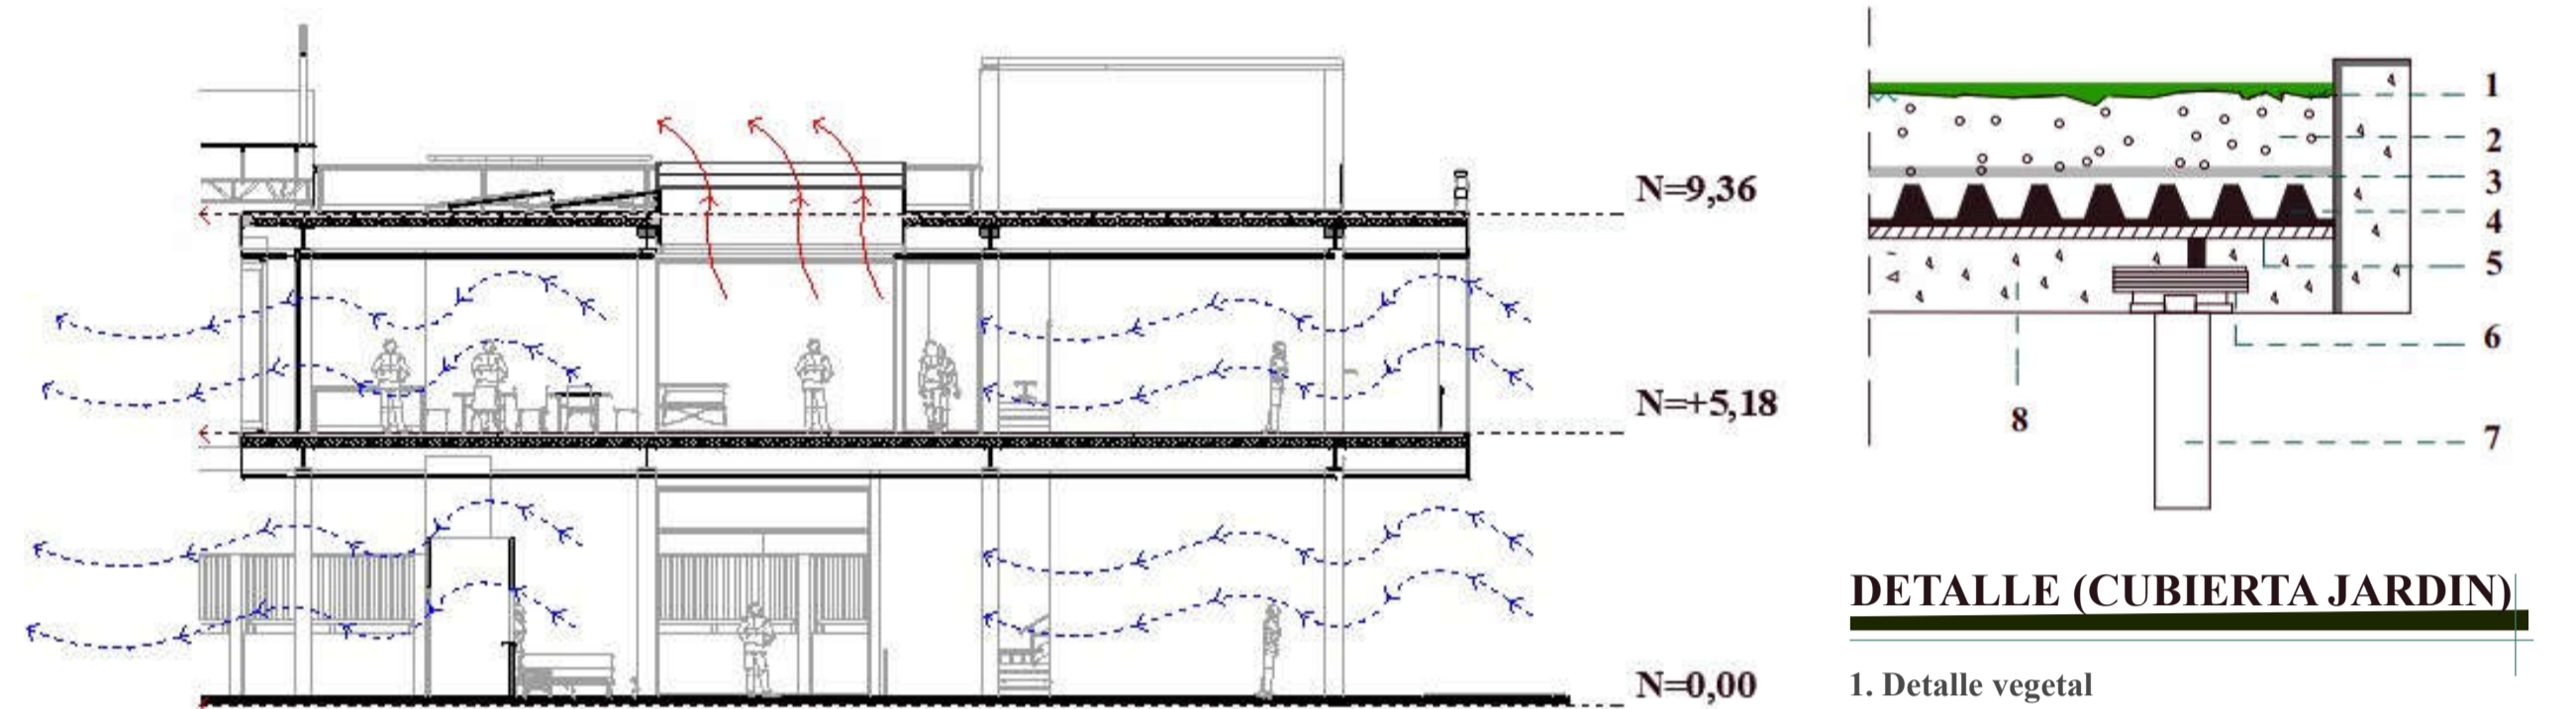 N=9,36
N=+5,18
N=0,00
1
2
3
4
5
6
7
8
DETALLE (CUBIERTA JARDIN)
1. Detalle vegetal